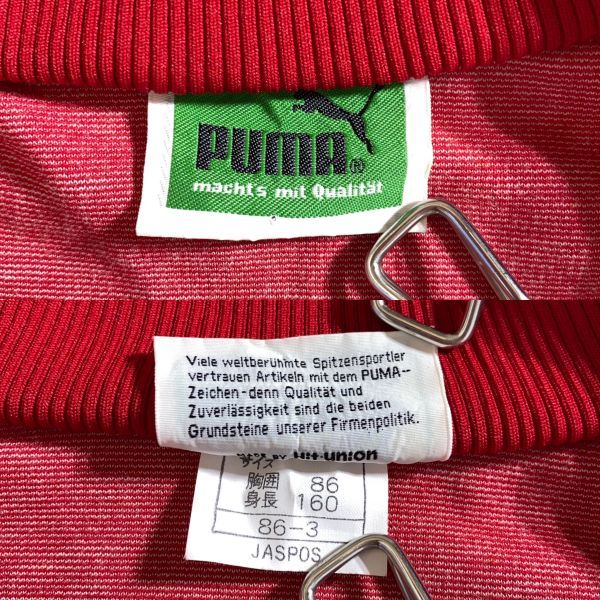 PUMA®
macht's mit Qualität
Viele weltberühmte Spitzensportler
vertrauen Artikeln mit dem PUMA--
Zeichen-denn Qualität und
Zuverlässigkeit sind die beiden
Grundsteine unserer Firmenpolitik.
BY Hit-union
サイズ
胸囲 86
身長 160
86-3
JASPOS